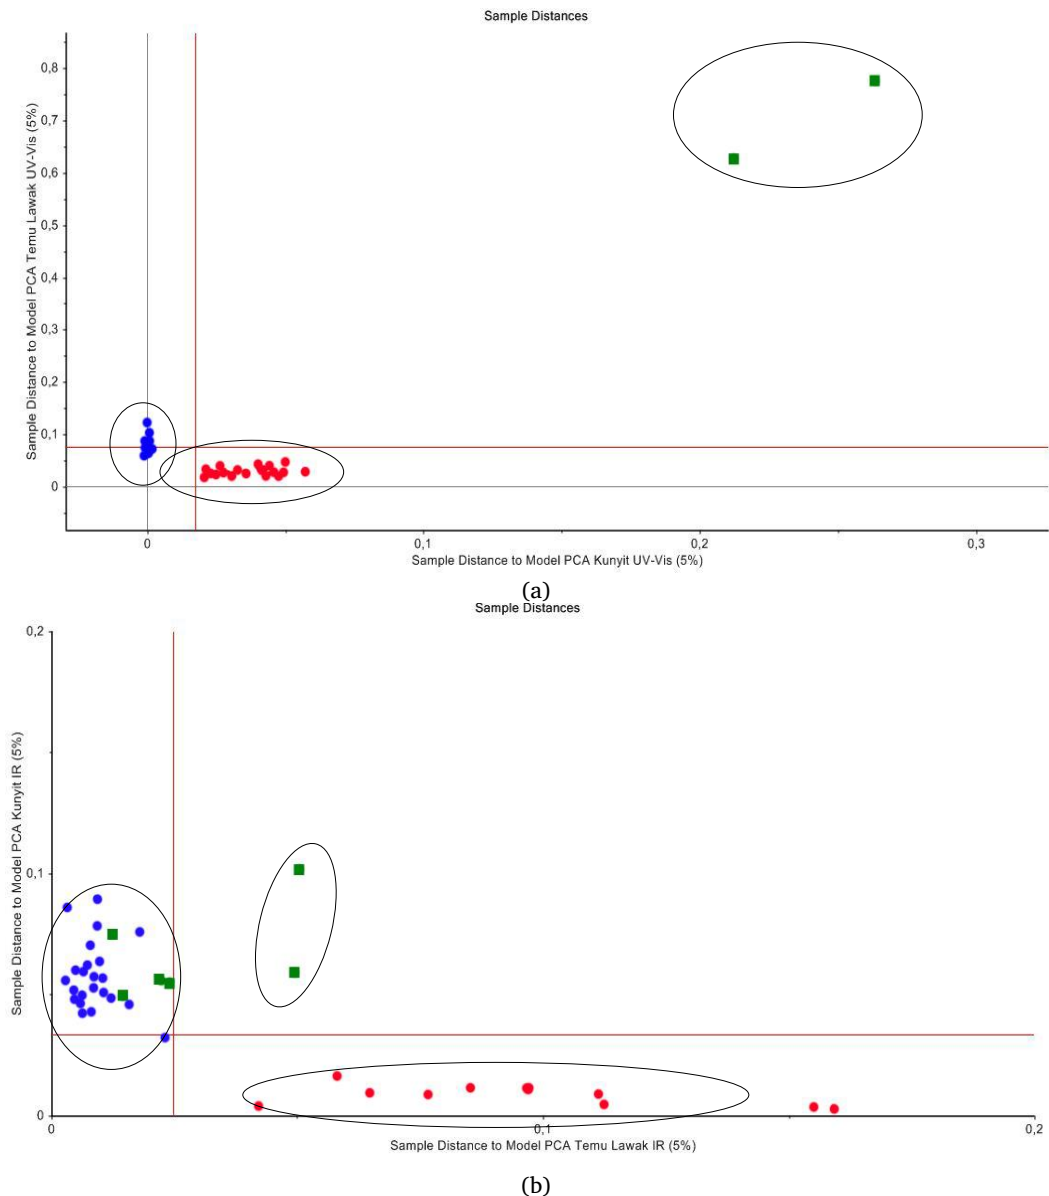 Sample Distances
Sample Distance to Model PCA Temu Lawak UV-Vis (5%)
0,8
0,7
0,6
0,5
0,4
0,3
0,2
0,1
0
0
0,1
0,2
0,3
Sample Distance to Model PCA Kunyit UV-Vis (5%)
(a)
Sample Distances
Sample Distance to Model PCA Kunyit IR (5%)
0,2
0,1
0
0
0,1
0,2
Sample Distance to Model PCA Temu Lawak IR (5%)
(b)